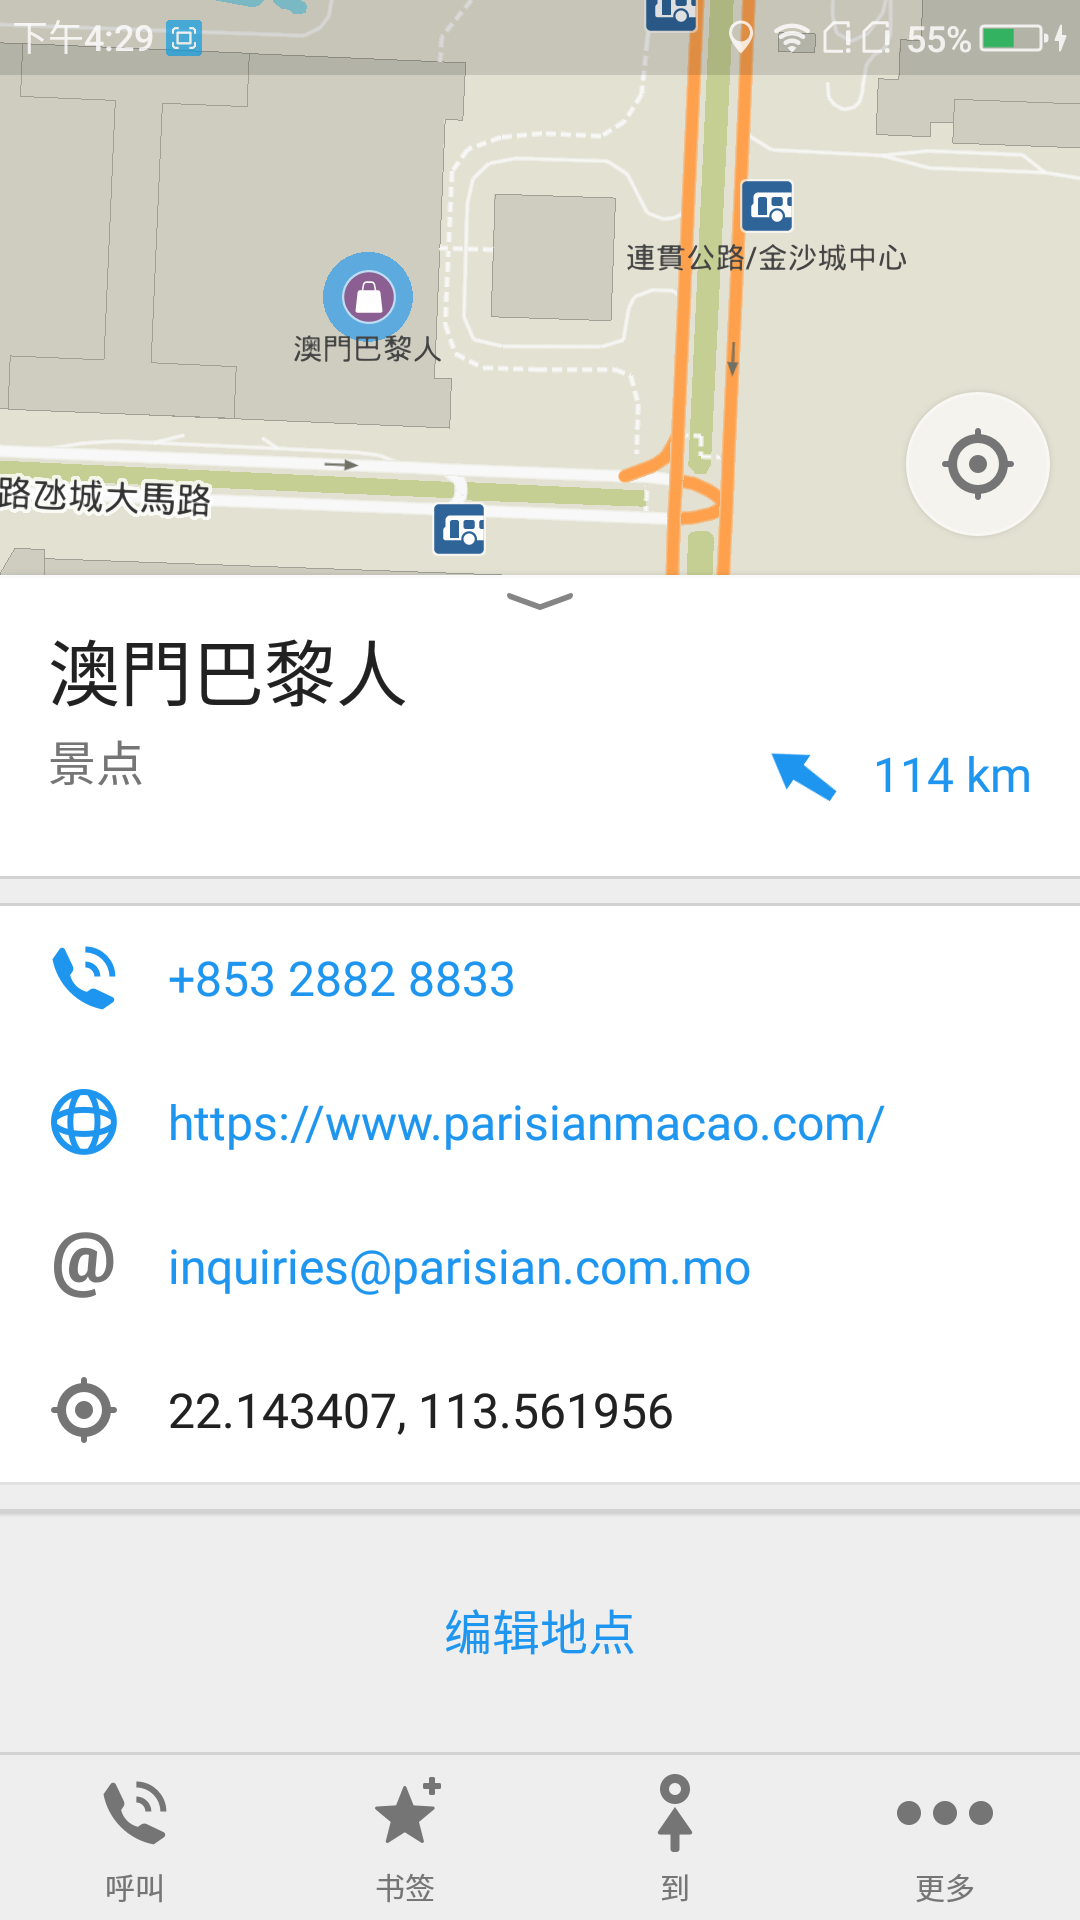 下午4:29
55%
連貫公路/金沙城中心
澳門巴黎人
路氹城大馬路
澳門巴黎人
景点
114 km
+853 2882 8833
https://www.parisianmacao.com/
inquiries@parisian.com.mo
22.143407, 113.561956
编辑地点
呼叫
书签
到
更多